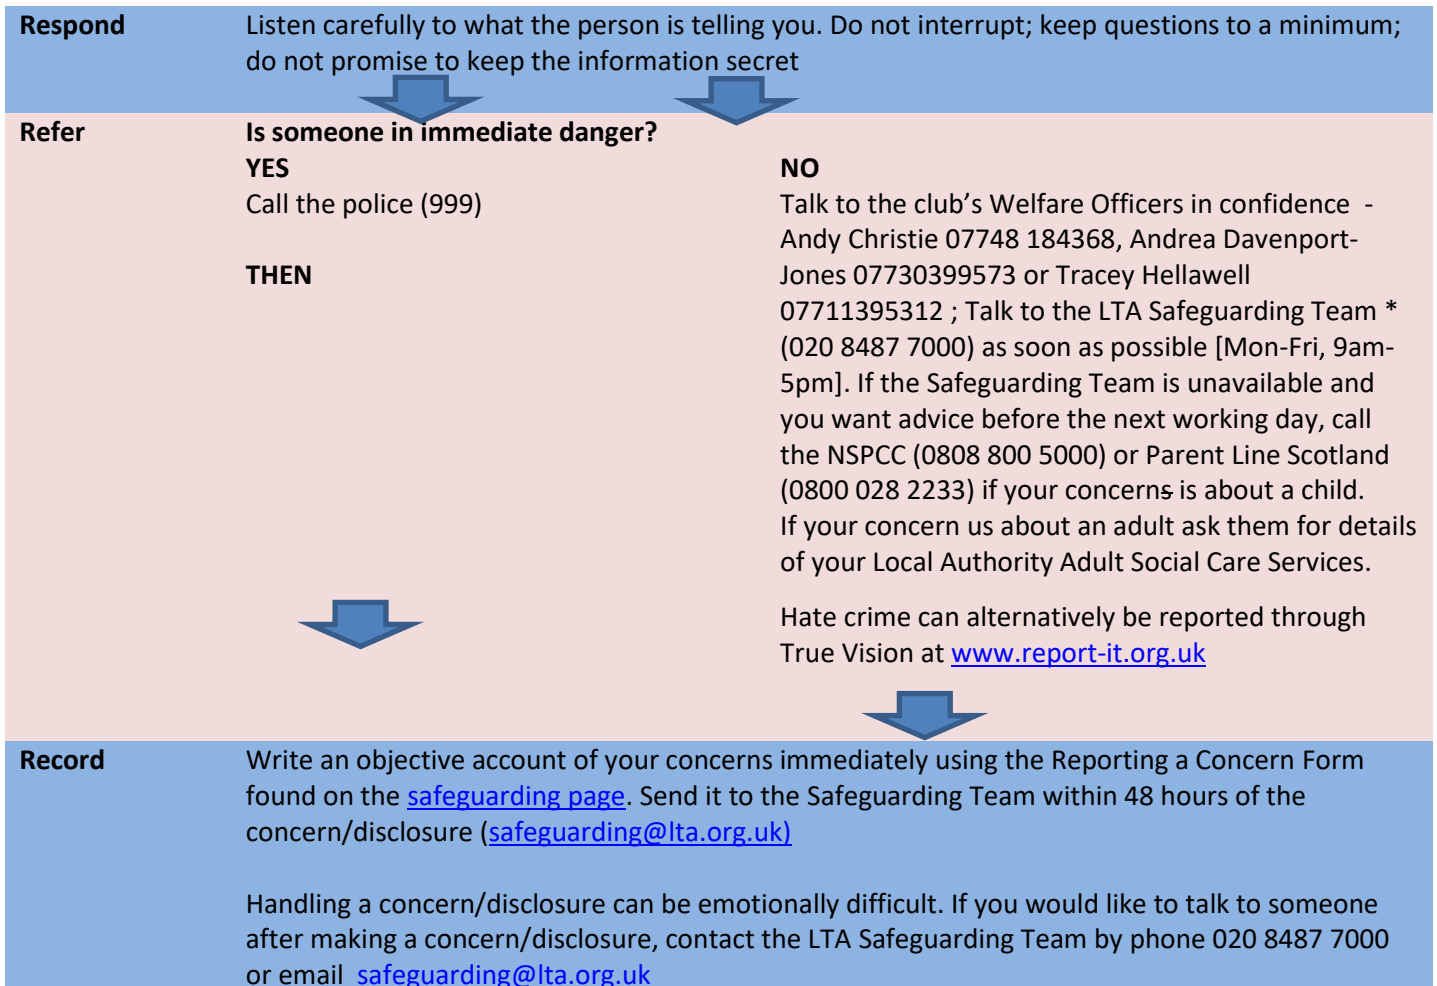 Respond
Listen carefully to what the person is telling you. Do not interrupt; keep questions to a minimum;
do not promise to keep the information secret
Refer
Is someone in immediate danger?
YES
Call the police (999)
THEN
NO
Talk to the club’s Welfare Officers in confidence -
Andy Christie 07748 184368, Andrea Davenport-
Jones 07730399573 or Tracey Hellawell
07711395312 ; Talk to the LTA Safeguarding Team *
(020 8487 7000) as soon as possible [Mon-Fri, 9am-
5pm]. If the Safeguarding Team is unavailable and
you want advice before the next working day, call
the NSPCC (0808 800 5000) or Parent Line Scotland
(0800 028 2233) if your concerns is about a child.
If your concern us about an adult ask them for details
of your Local Authority Adult Social Care Services.
Hate crime can alternatively be reported through
True Vision at www.report-it.org.uk
Record
Write an objective account of your concerns immediately using the Reporting a Concern Form
found on the safeguarding page. Send it to the Safeguarding Team within 48 hours of the
concern/disclosure (safeguarding@lta.org.uk)
Handling a concern/disclosure can be emotionally difficult. If you would like to talk to someone
after making a concern/disclosure, contact the LTA Safeguarding Team by phone 020 8487 7000
or email safeguarding@lta.org.uk